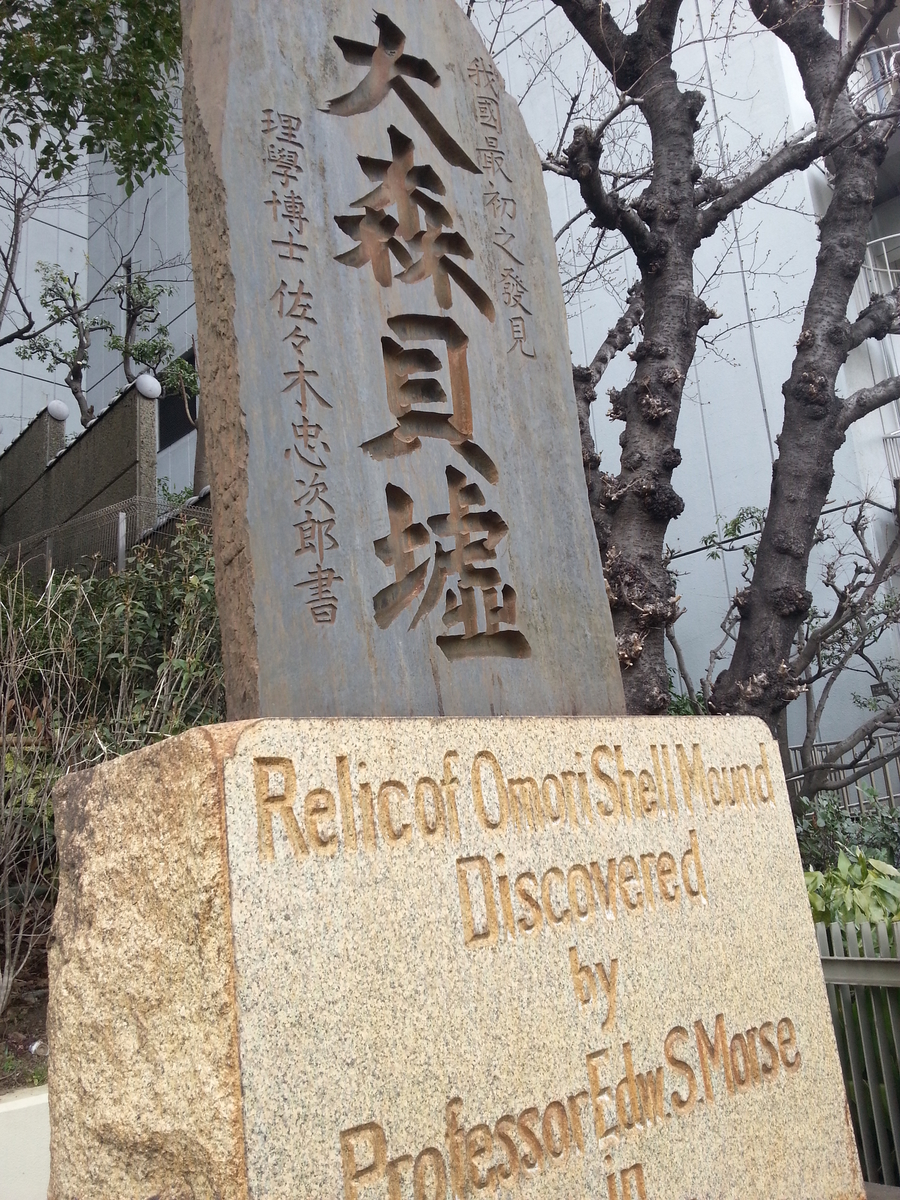 我國最初之發見
大森貝墟
理學博士 佐々木忠次郎書
Relic of Omori Shell Mound
Discovered
by
Professor Edw. S. Morse
in